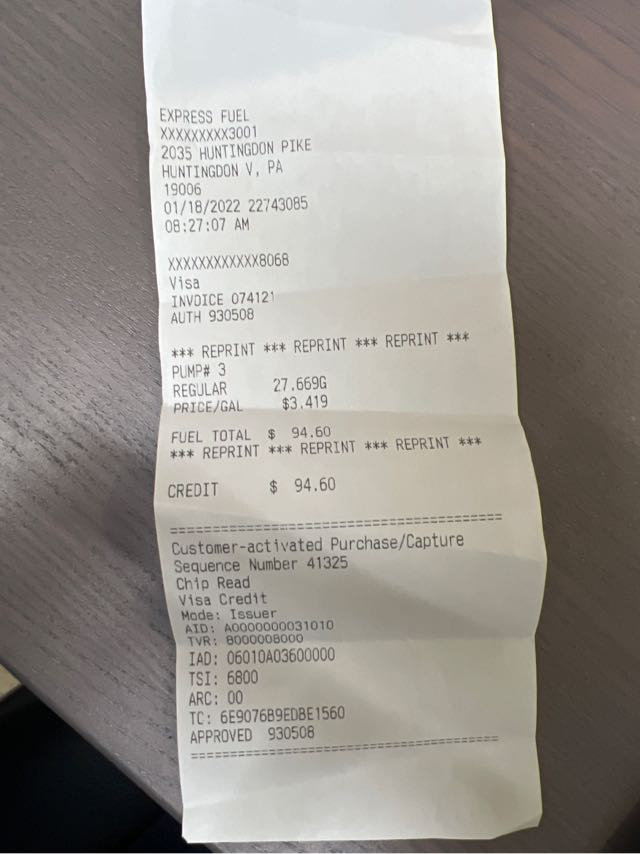 EXPRESS FUEL
XXXXXXXXX3001
2035 HUNTINGDON PIKE
HUNTINGDON V, PA
19006
01/18/2022 22743085
08:27:07 AM
XXXXXXXXXXXX8068
Visa
INVOICE 074121
AUTH 930508
*** REPRINT *** REPRINT *** REPRINT ***
PUMP# 3
REGULAR 27.669G
PRICE/GAL $3.419
FUEL TOTAL $ 94.60
*** REPRINT *** REPRINT *** REPRINT ***
CREDIT $ 94.60
=======================================
Customer-activated Purchase/Capture
Sequence Number 41325
Chip Read
Visa Credit
Mode: Issuer
AID: A0000000031010
TVR: 8000008000
IAD: 06010A03600000
TSI: 6800
ARC: 00
TC: 6E9076B9EDBE1560
APPROVED 930508
=======================================